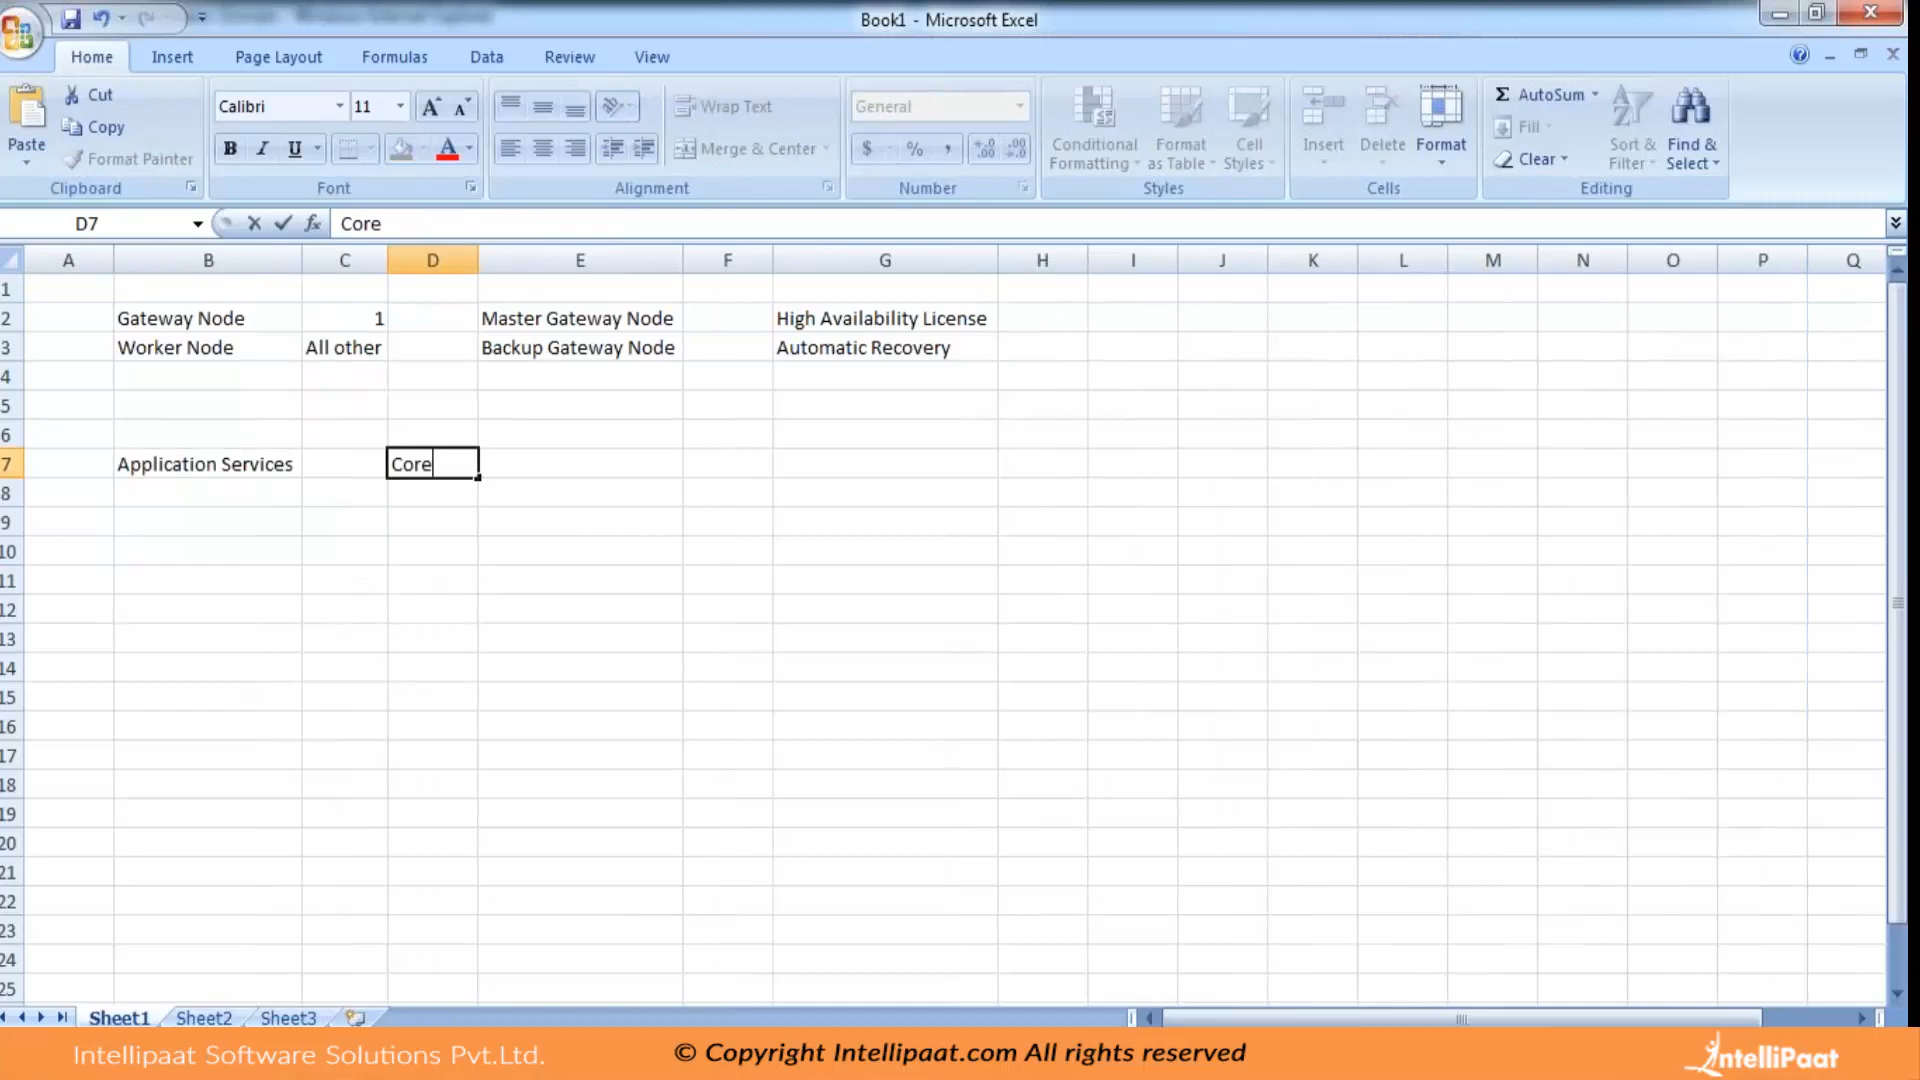 Book1 - Microsoft Excel
Home Insert Page Layout Formulas Data Review View
Paste
Cut
Copy
Format Painter
Clipboard
Calibri 11
B I U
Font
Wrap Text
Merge & Center
Alignment
General
$ % ,
Number
Conditional Formatting
Format as Table
Cell Styles
Styles
Insert Delete Format
Cells
Σ AutoSum
Fill
Clear
Sort & Filter
Find & Select
Editing
D7 fx Core
A B C D E F G H I J K L M N O P Q
1
2 Gateway Node 1 Master Gateway Node High Availability License
3 Worker Node All other Backup Gateway Node Automatic Recovery
4
5
6
7 Application Services Core
8
9
10
11
12
13
14
15
16
17
18
19
20
21
22
23
24
25
Sheet1 Sheet2 Sheet3
Intellipaat Software Solutions Pvt.Ltd. © Copyright Intellipaat.com All rights reserved IntelliPaat